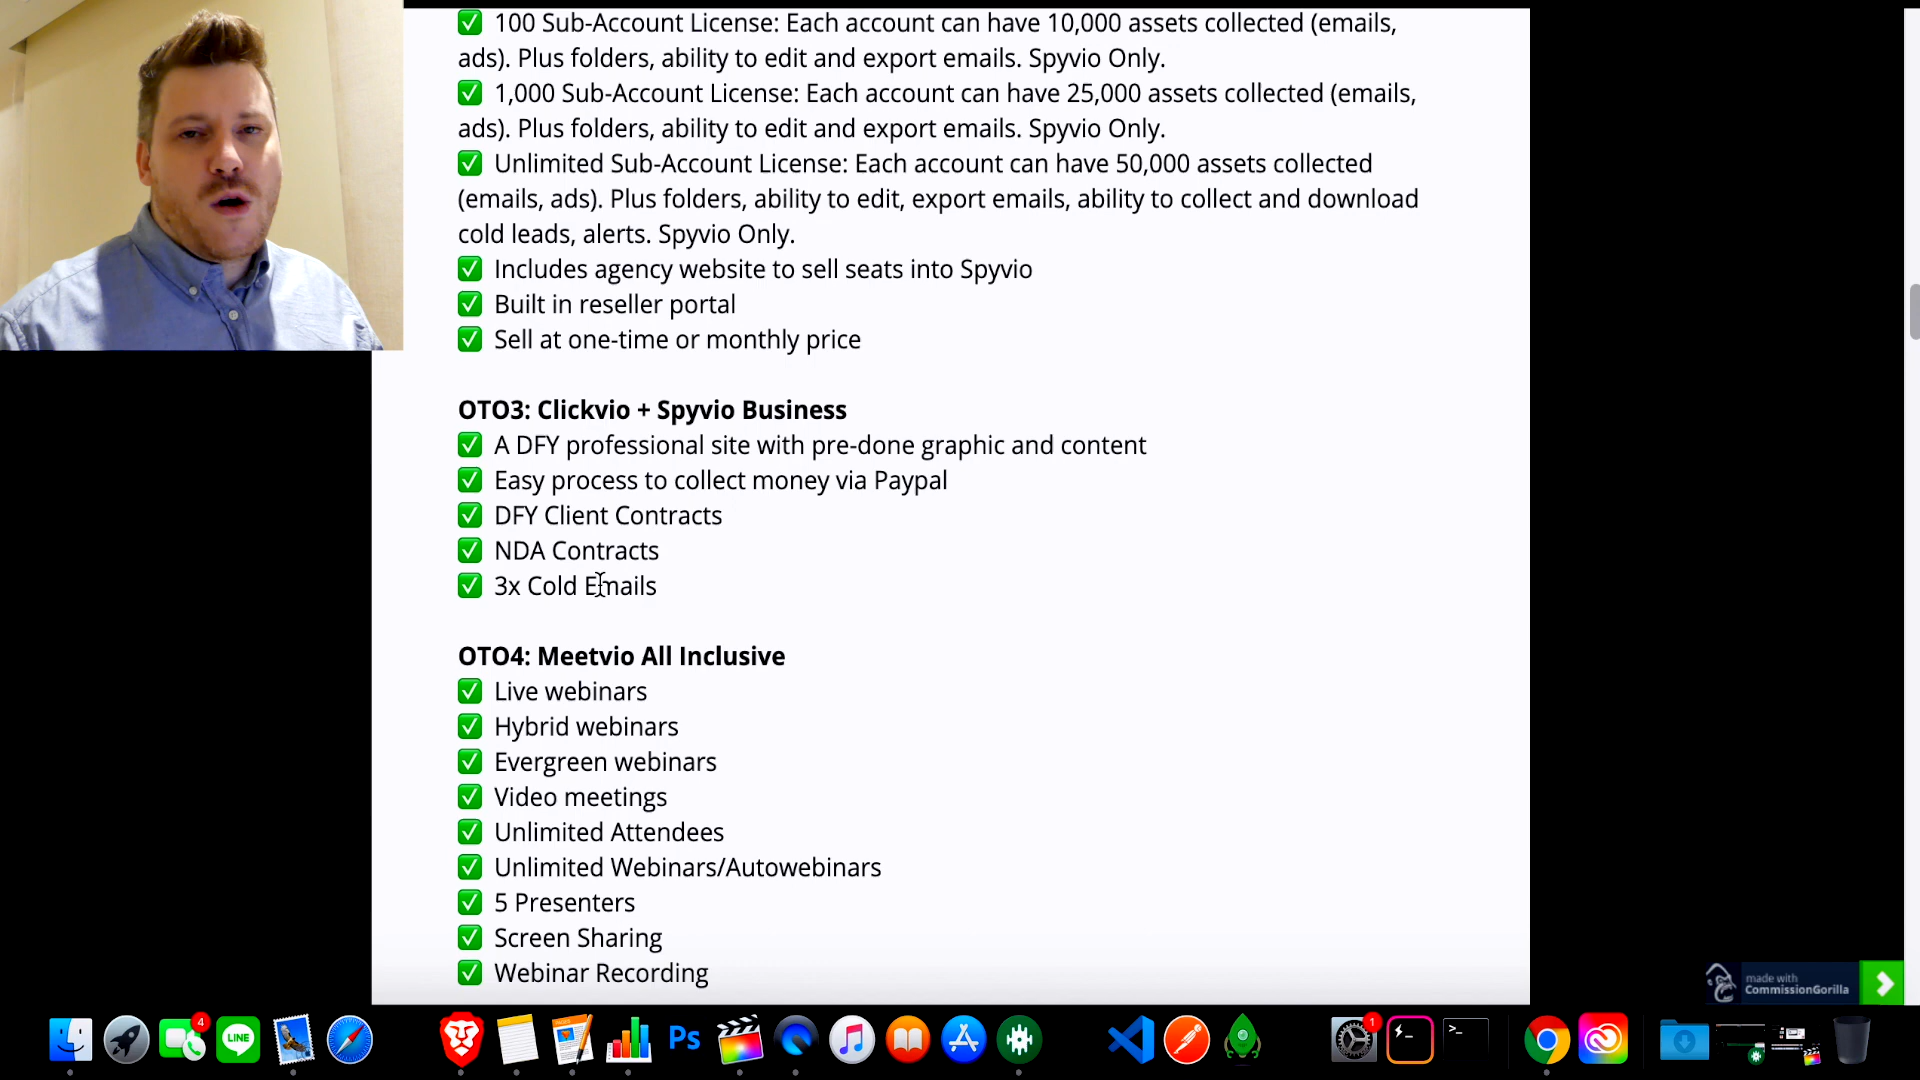 ✅ 100 Sub-Account License: Each account can have 10,000 assets collected (emails,
ads). Plus folders, ability to edit and export emails. Spyvio Only.
✅ 1,000 Sub-Account License: Each account can have 25,000 assets collected (emails,
ads). Plus folders, ability to edit and export emails. Spyvio Only.
✅ Unlimited Sub-Account License: Each account can have 50,000 assets collected
(emails, ads). Plus folders, ability to edit, export emails, ability to collect and download
cold leads, alerts. Spyvio Only.
✅ Includes agency website to sell seats into Spyvio
✅ Built in reseller portal
✅ Sell at one-time or monthly price
OTO3: Clickvio + Spyvio Business
✅ A DFY professional site with pre-done graphic and content
✅ Easy process to collect money via Paypal
✅ DFY Client Contracts
✅ NDA Contracts
✅ 3x Cold Emails
OTO4: Meetvio All Inclusive
✅ Live webinars
✅ Hybrid webinars
✅ Evergreen webinars
✅ Video meetings
✅ Unlimited Attendees
✅ Unlimited Webinars/Autowebinars
✅ 5 Presenters
✅ Screen Sharing
✅ Webinar Recording
made with
CommissionGorilla
4
LINE
Ps
1